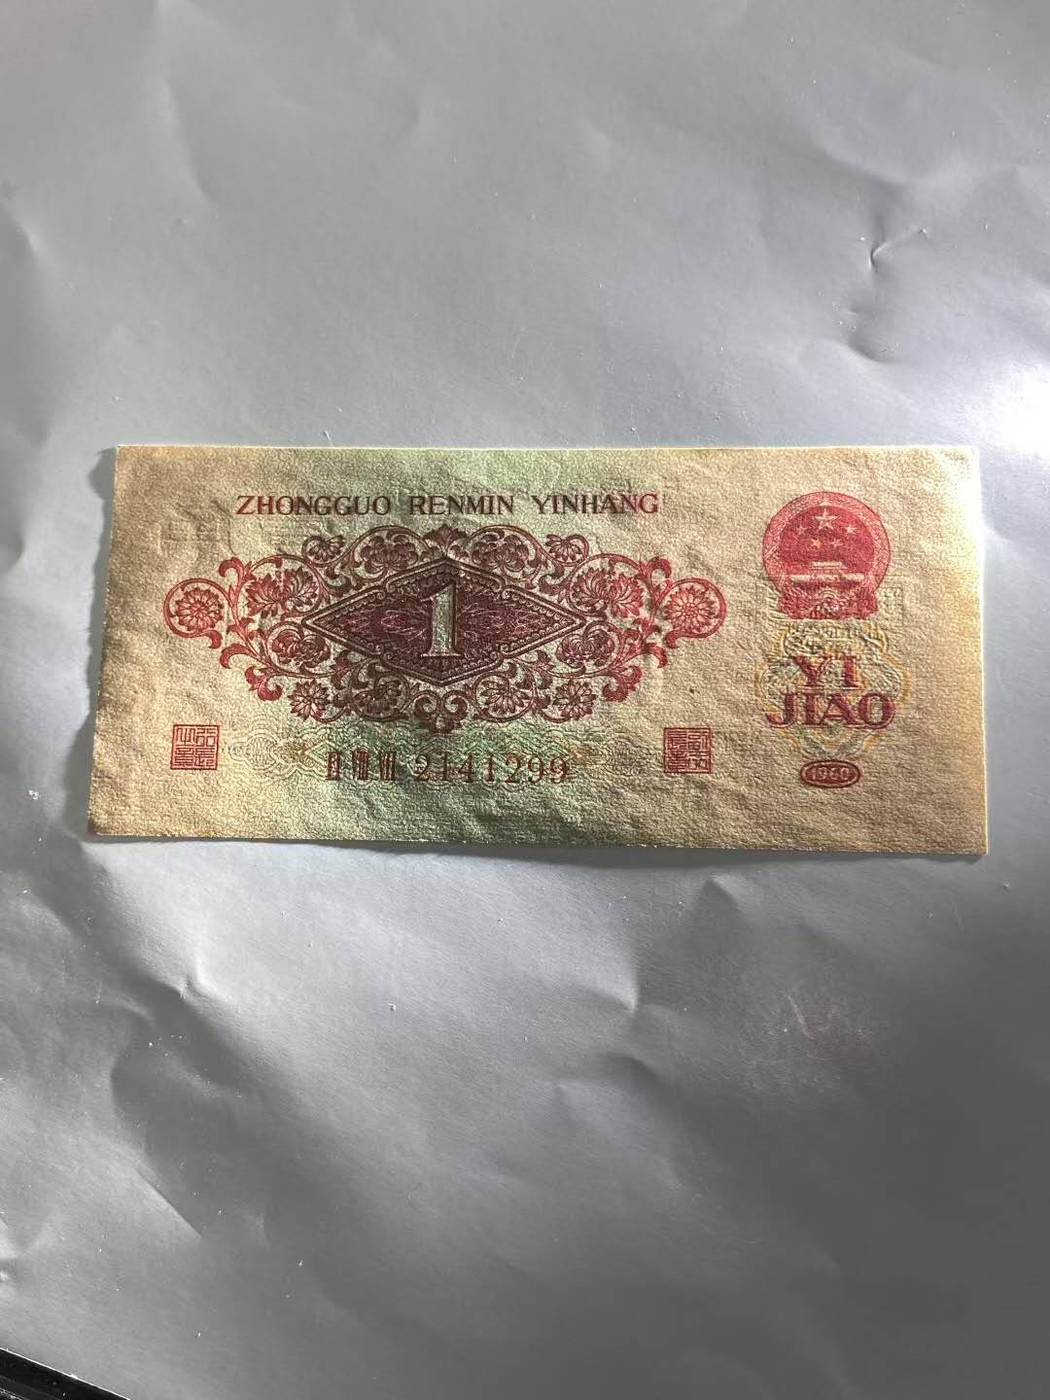 ZHONGGUO RENMIN YINHANG
1
YI
JIAO
2141299
1960